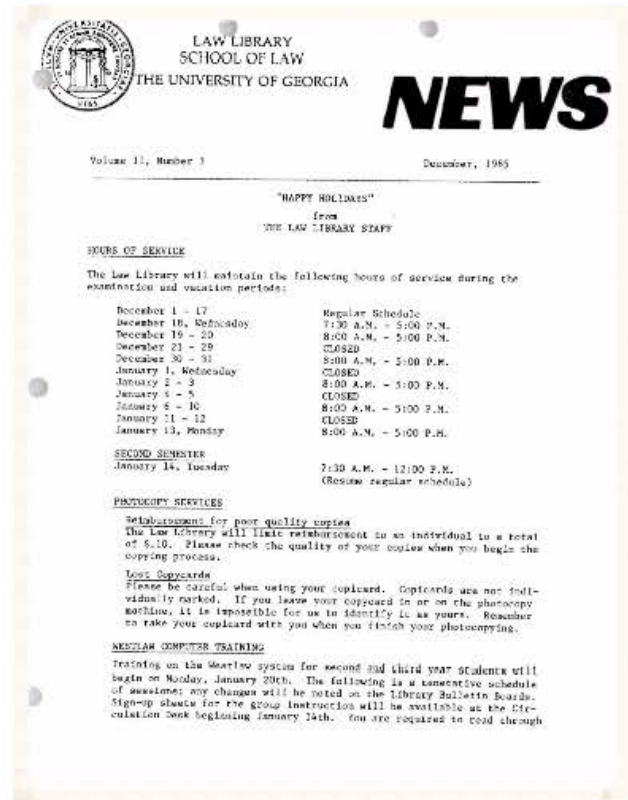 LAW LIBRARY
SCHOOL OF LAW
THE UNIVERSITY OF GEORGIA
NEWS
Volume 11, Number 3
December, 1985
"HAPPY HOLIDAYS"
from
THE LAW LIBRARY STAFF
HOURS OF SERVICE
The Law Library will maintain the following hours of service during the
examination and vacation periods:
December 1 - 17 Regular Schedule
December 18, Wednesday 7:30 A.M. - 5:00 P.M.
December 19 - 20 8:00 A.M. - 5:00 P.M.
December 21 - 29 CLOSED
December 30 - 31 8:00 A.M. - 5:00 P.M.
January 1, Wednesday CLOSED
January 2 - 3 8:00 A.M. - 5:00 P.M.
January 4 - 5 CLOSED
January 6 - 10 8:00 A.M. - 5:00 P.M.
January 11 - 12 CLOSED
January 13, Monday 8:00 A.M. - 5:00 P.M.
SECOND SEMESTER
January 14, Tuesday 7:30 A.M. - 12:00 P.M.
(Resume regular schedule)
PHOTOCOPY SERVICES
Reimbursement for poor quality copies
The Law Library will limit reimbursement to an individual to a total
of $.10. Please check the quality of your copies when you begin the
copying process.
Lost Copycards
Please be careful when using your copicard. Copicards are not indi-
vidually marked. If you leave your copycard in or on the photocopy
machine, it is impossible for us to identify it as yours. Remember
to take your copicard with you when you finish your photocopying.
WESTLAW COMPUTER TRAINING
Training on the Westlaw system for second and third year students will
begin on Monday, January 20th. The following is a tenetative schedule
of sessions; any changes will be noted on the Library Bulletin Boards.
Sign-up sheets for the group instruction will be available at the Cir-
culation Desk beginning January 14th. You are required to read through